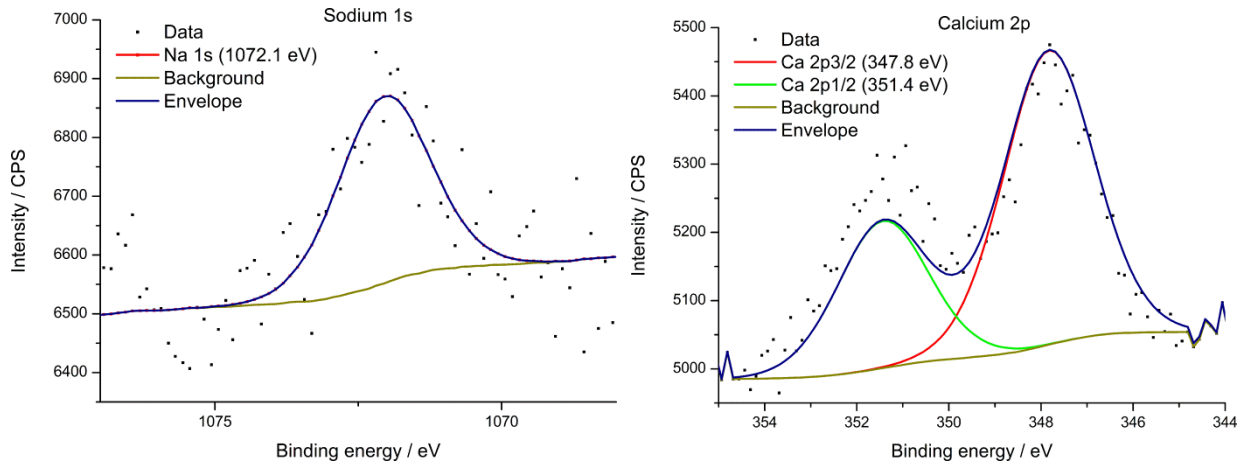 Sodium 1s
7000
6900
6800
6700
6600
6500
6400
Intensity / CPS
Data
Na 1s (1072.1 eV)
Background
Envelope
1075
1070
Binding energy / eV
Calcium 2p
5500
5400
5300
5200
5100
5000
Intensity / CPS
Data
Ca 2p3/2 (347.8 eV)
Ca 2p1/2 (351.4 eV)
Background
Envelope
354
352
350
348
346
344
Binding energy / eV